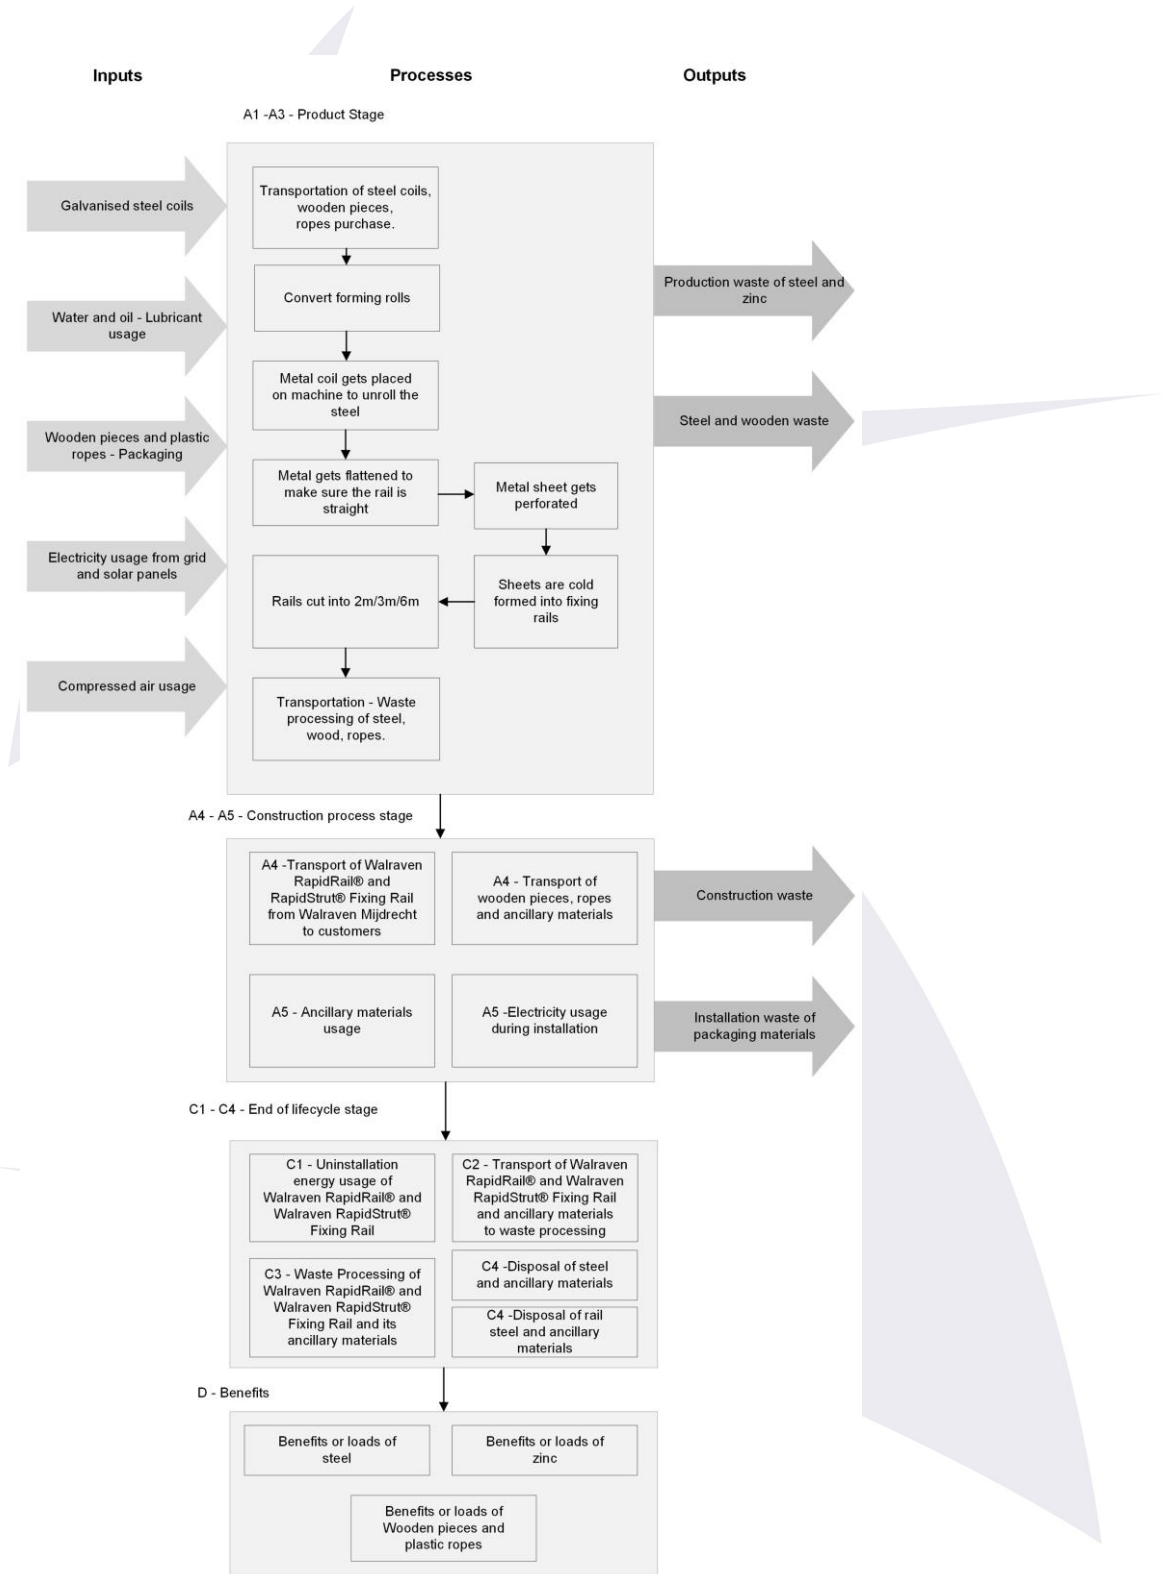 Inputs
Processes
Outputs
A1 -A3 - Product Stage
Galvanised steel coils
Water and oil - Lubricant
usage
Wooden pieces and plastic
ropes - Packaging
Electricity usage from grid
and solar panels
Compressed air usage
Transportation of steel coils,
wooden pieces,
ropes purchase.
Convert forming rolls
Metal coil gets placed
on machine to unroll the
steel
Metal gets flattened to
make sure the rail is
straight
Metal sheet gets
perforated
Sheets are cold
formed into fixing
rails
Rails cut into 2m/3m/6m
Transportation - Waste
processing of steel,
wood, ropes.
Production waste of steel and
zinc
Steel and wooden waste
A4 - A5 - Construction process stage
A4 -Transport of Walraven
RapidRail® and
RapidStrut® Fixing Rail
from Walraven Mijdrecht
to customers
A4 - Transport of
wooden pieces, ropes
and ancillary materials
A5 - Ancillary materials
usage
A5 -Electricity usage
during installation
Construction waste
Installation waste of
packaging materials
C1 - C4 - End of lifecycle stage
C1 - Uninstallation
energy usage of
Walraven RapidRail® and
Walraven RapidStrut®
Fixing Rail
C2 - Transport of Walraven
RapidRail® and Walraven
RapidStrut® Fixing Rail
and ancillary materials
to waste processing
C3 - Waste Processing of
Walraven RapidRail® and
Walraven RapidStrut®
Fixing Rail and its
ancillary materials
C4 -Disposal of steel
and ancillary materials
C4 -Disposal of rail
steel and ancillary
materials
D - Benefits
Benefits or loads of
steel
Benefits or loads of
zinc
Benefits or loads of
Wooden pieces and
plastic ropes